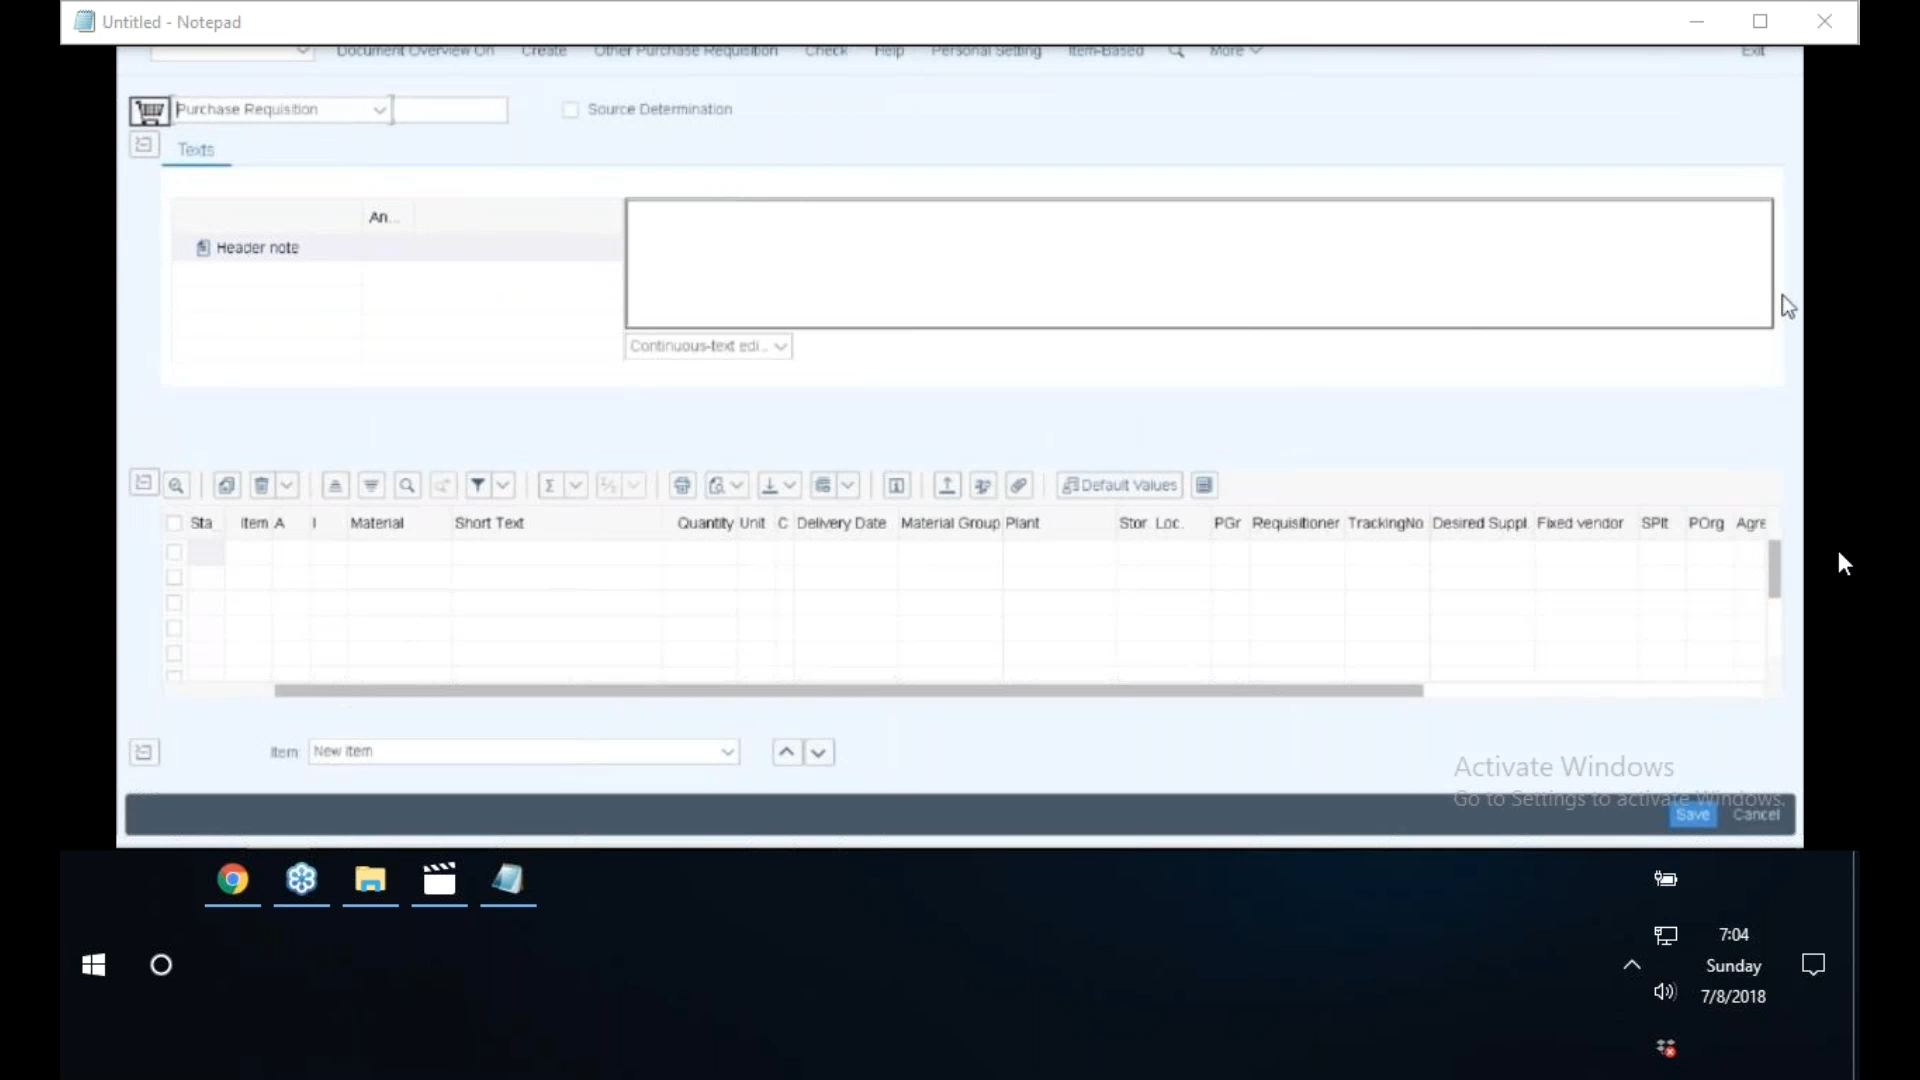 Untitled - Notepad
Document Overview On Create Other Purchase Requisition Check Help Personal Setting Item-Based More Exit
Purchase Requisition Source Determination
Texts
An...
Header note
Continuous-text edi...
Default Values
Sta Item A I Material Short Text Quantity Unit C Delivery Date Material Group Plant Stor. Loc. PGr Requisitioner TrackingNo Desired Suppl. Fixed vendor SPlt POrg Agre
Item: New Item
Activate Windows
Go to Settings to activate Windows.
Save Cancel
7:04
Sunday
7/8/2018